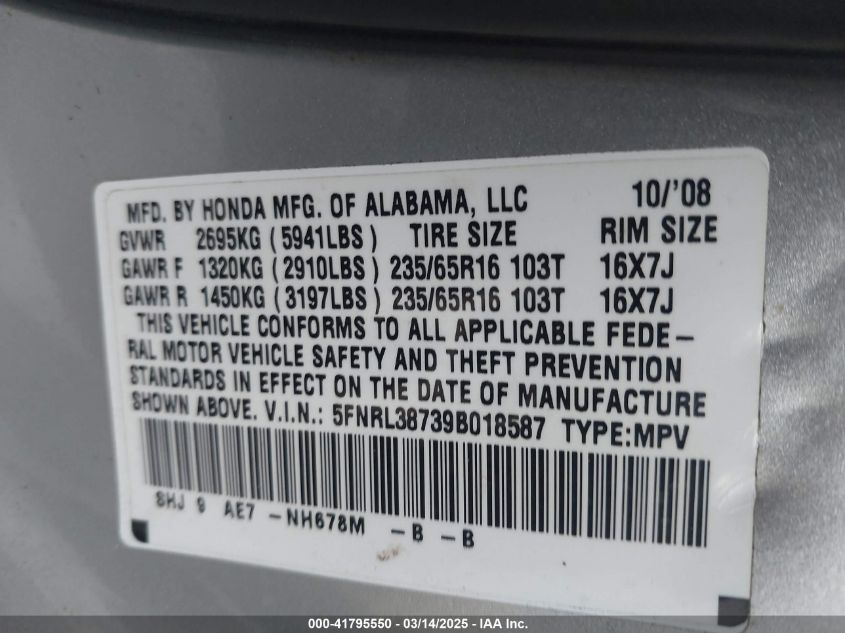 MFD. BY HONDA MFG. OF ALABAMA, LLC 10/'08
GVWR 2695KG (5941LBS) TIRE SIZE RIM SIZE
GAWR F 1320KG (2910LBS) 235/65R16 103T 16X7J
GAWR R 1450KG (3197LBS) 235/65R16 103T 16X7J
THIS VEHICLE CONFORMS TO ALL APPLICABLE FEDE-
RAL MOTOR VEHICLE SAFETY AND THEFT PREVENTION
STANDARDS IN EFFECT ON THE DATE OF MANUFACTURE
SHOWN ABOVE. V.I.N.: 5FNRL38739B018587 TYPE:MPV
SHJ 9 AE7 -NH678M -B -B
000-41795550 - 03/14/2025 - IAA Inc.